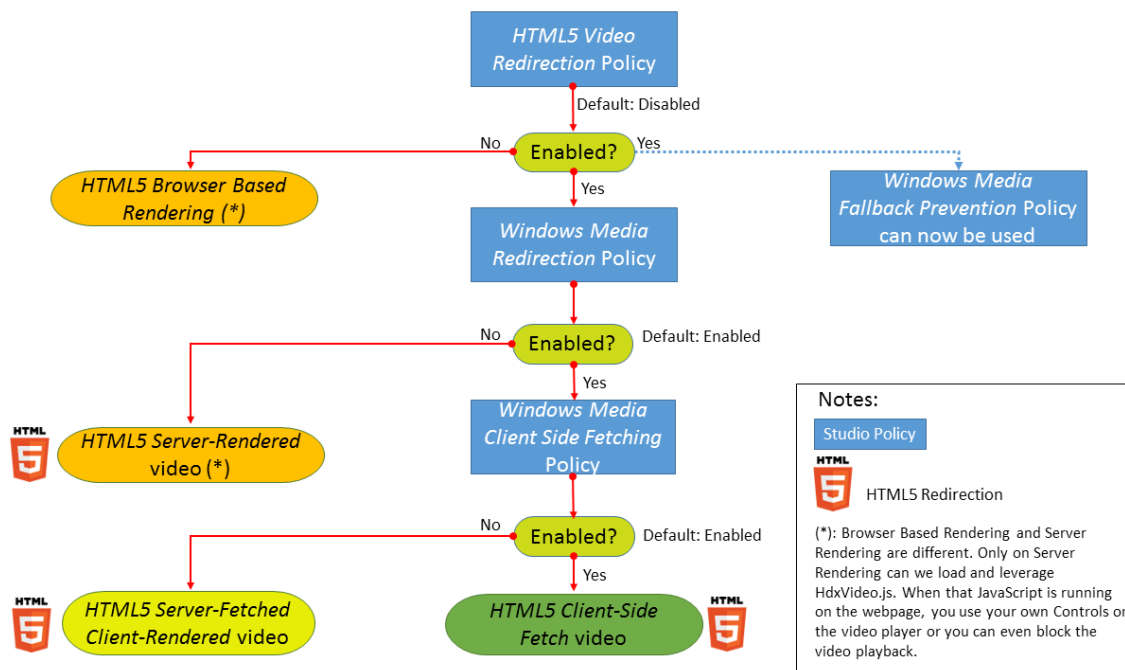 HTML5 Video
Redirection Policy
Default: Disabled
No
Enabled?
Yes
HTML5 Browser Based
Rendering (*)
Yes
Windows Media
Fallback Prevention Policy
can now be used
Windows Media
Redirection Policy
No
Enabled?
Default: Enabled
Yes
HTML
5
HTML5 Server-Rendered
video (*)
Windows Media
Client Side Fetching
Policy
No
Enabled?
Default: Enabled
Yes
HTML
5
HTML5 Server-Fetched
Client-Rendered video
HTML5 Client-Side
Fetch video
HTML
5
Notes:
Studio Policy
HTML
5
HTML5 Redirection
(*): Browser Based Rendering and Server
Rendering are different. Only on Server
Rendering can we load and leverage
HdxVideo.js. When that JavaScript is running
on the webpage, you use your own Controls on
the video player or you can even block the
video playback.